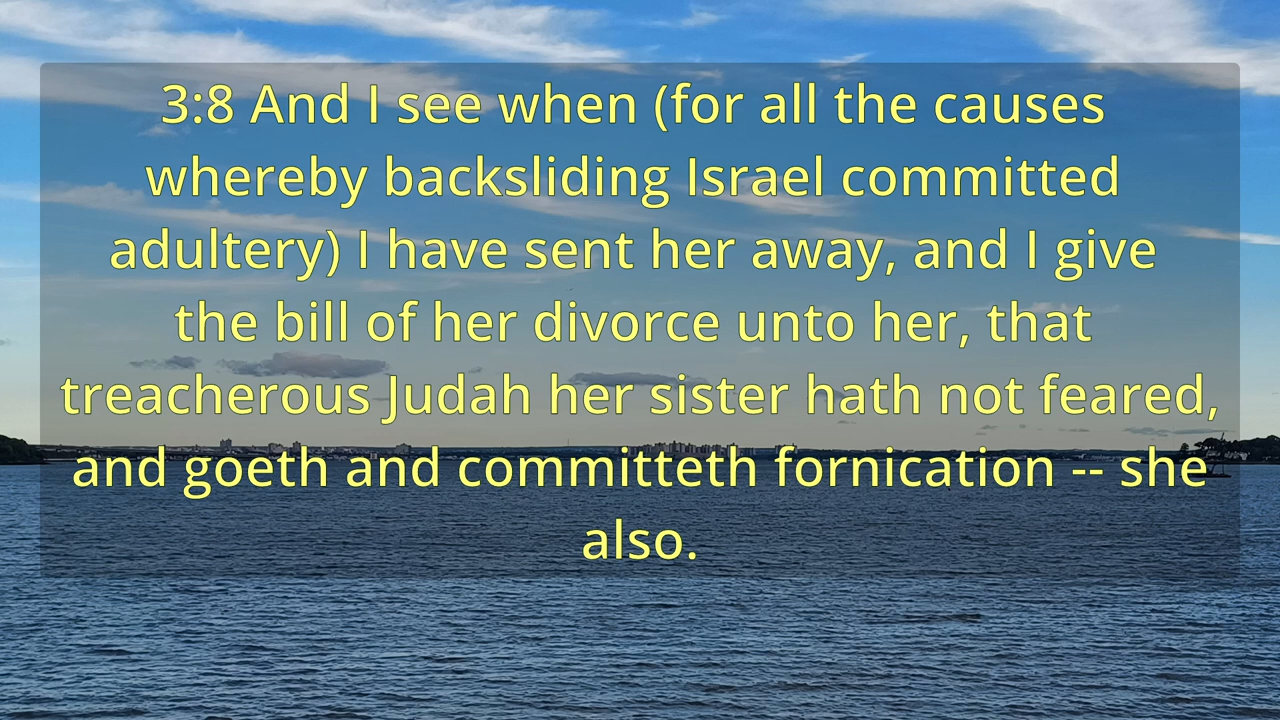 3:8 And I see when (for all the causes
whereby backsliding Israel committed
adultery) I have sent her away, and I give
the bill of her divorce unto her, that
treacherous Judah her sister hath not feared,
and goeth and committeth fornication -- she
also.